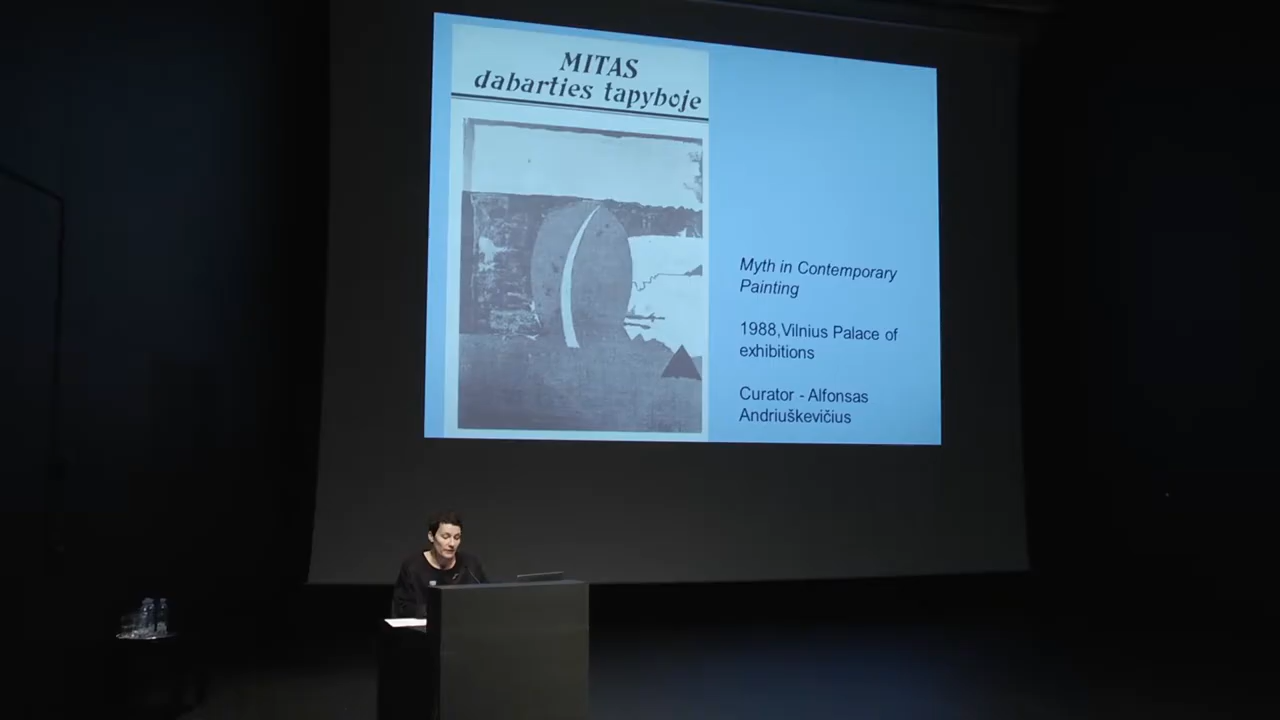 MITAS
dabarties tapyboje
Myth in Contemporary
Painting
1988,Vilnius Palace of
exhibitions
Curator - Alfonsas
Andriuškevičius